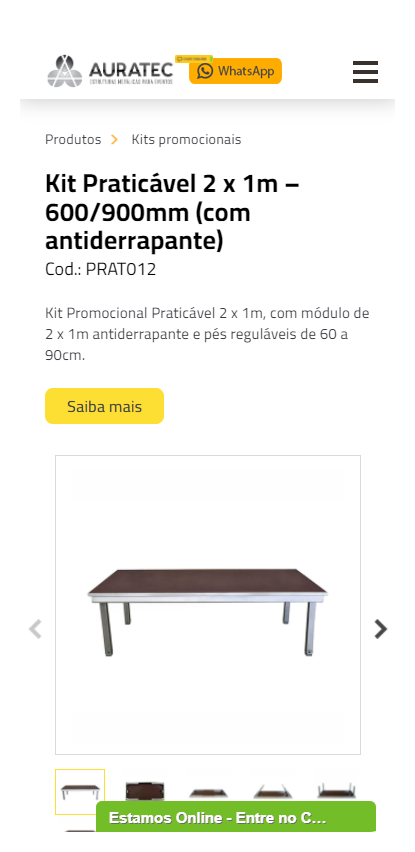 AURATEC
ESTRUTURAS METÁLICAS PARA EVENTOS
WhatsApp
Produtos
Kits promocionais
Kit Praticável 2 x 1m –
600/900mm (com
antiderrapante)
Cod.: PRAT012
Kit Promocional Praticável 2 x 1m, com módulo de
2 x 1m antiderrapante e pés reguláveis de 60 a
90cm.
Saiba mais
Estamos Online - Entre no C...